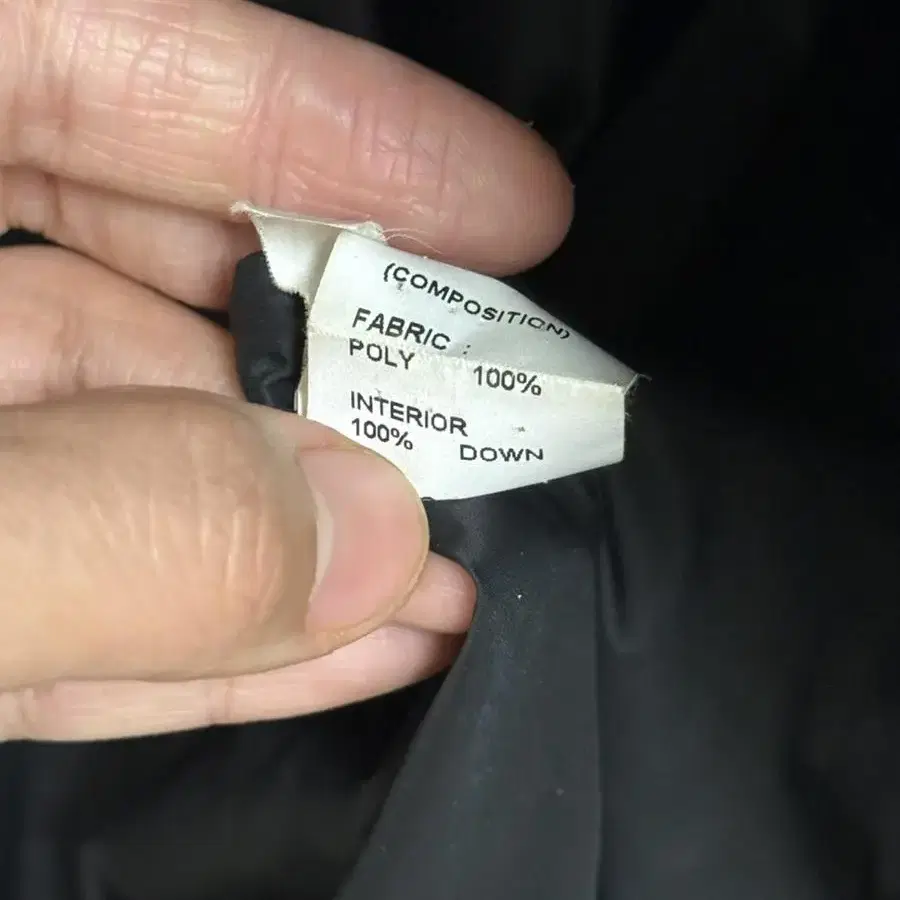 (COMPOSITION)
FABRIC :
POLY 100%
INTERIOR
100% DOWN